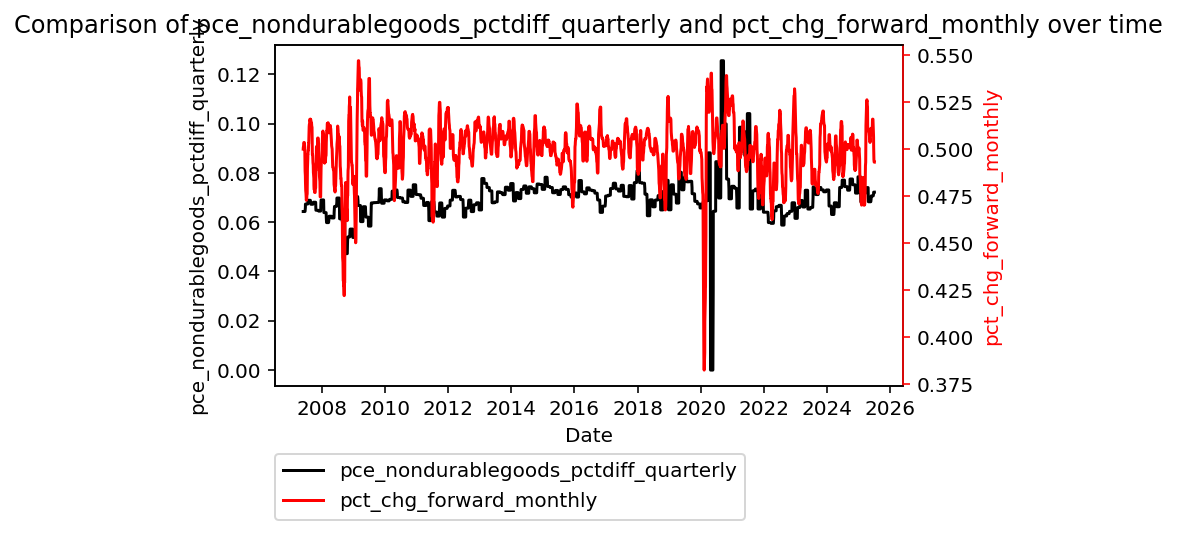 Comparison of pce_nondurablegoods_pctdiff_quarterly and pct_chg_forward_monthly over time
pce_nondurablegoods_pctdiff_quarterly
0.12
0.10
0.08
0.06
0.04
0.02
0.00
0.550
0.525
0.500
0.475
0.450
0.425
0.400
0.375
pct_chg_forward_monthly
2008 2010 2012 2014 2016 2018 2020 2022 2024 2026
Date
pce_nondurablegoods_pctdiff_quarterly
pct_chg_forward_monthly